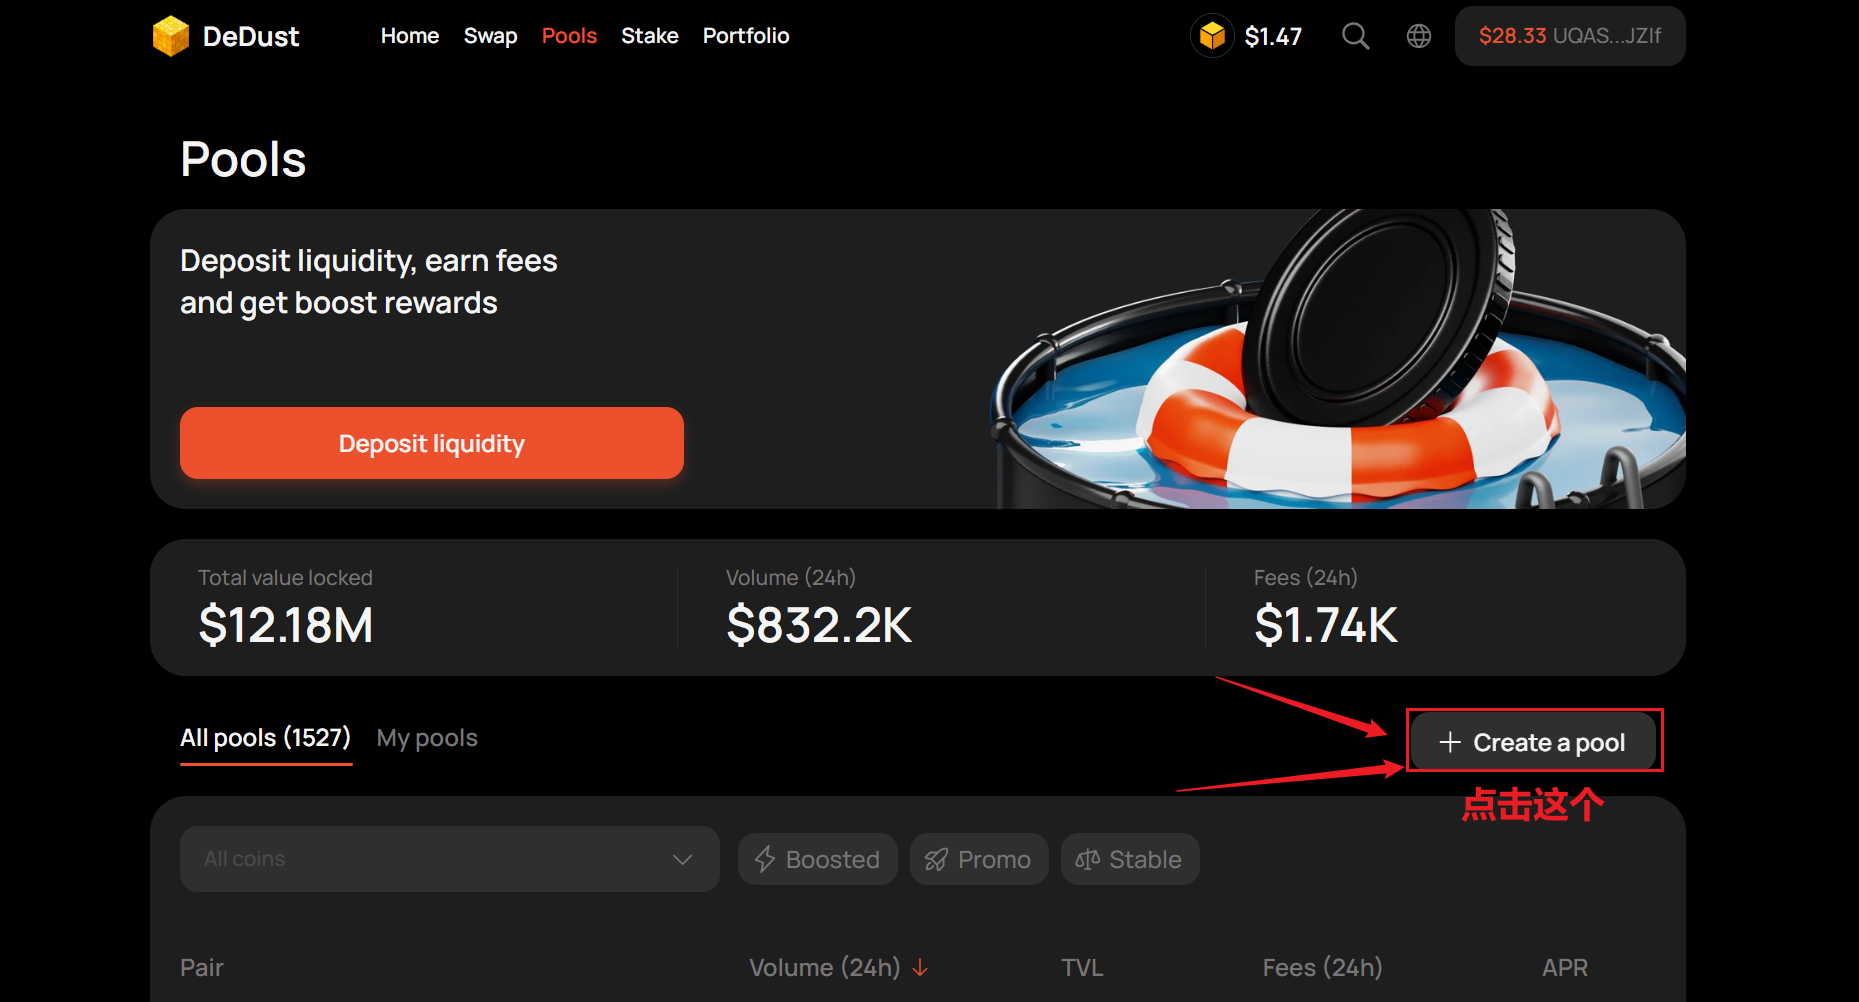 DeDust
Home Swap Pools Stake Portfolio
$1.47
$28.33 UQAS...JZIf
Pools
Deposit liquidity, earn fees
and get boost rewards
Deposit liquidity
Total value locked
$12.18M
Volume (24h)
$832.2K
Fees (24h)
$1.74K
All pools (1527) My pools
Create a pool
点击这个
All coins
Boosted
Promo
Stable
Pair Volume (24h) TVL Fees (24h) APR